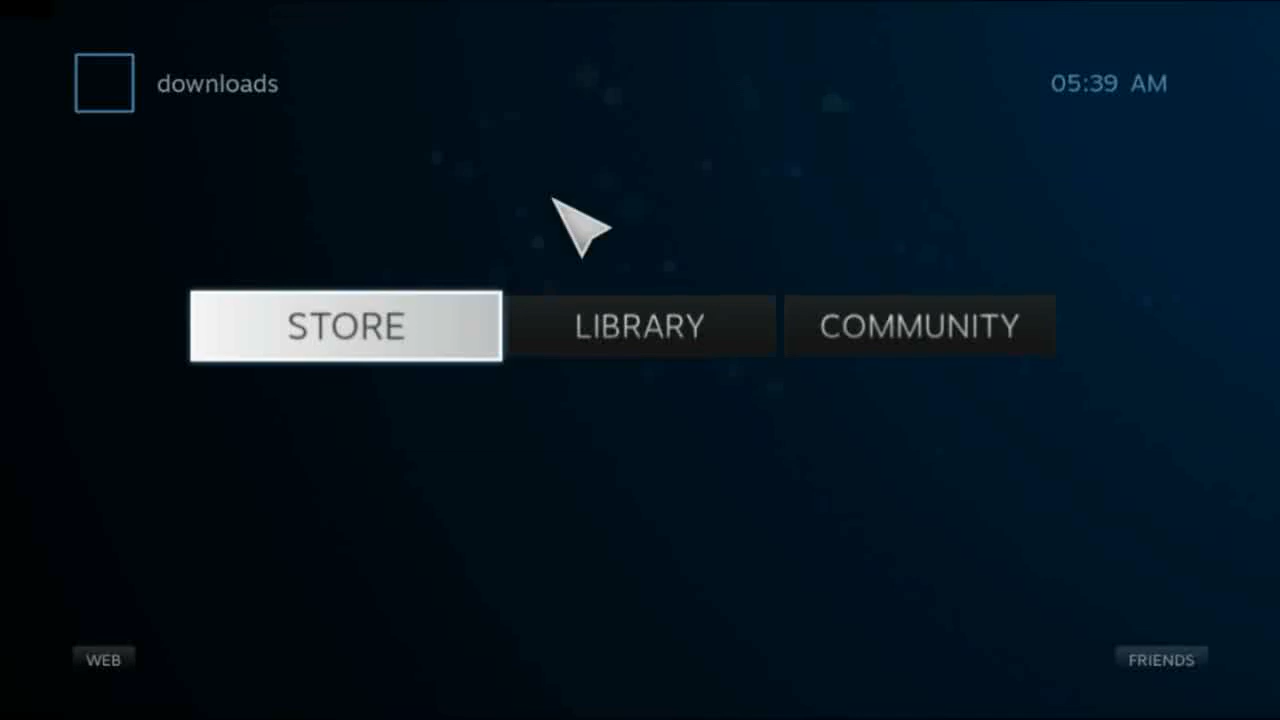 downloads
05:39 AM
STORE
LIBRARY
COMMUNITY
WEB
FRIENDS